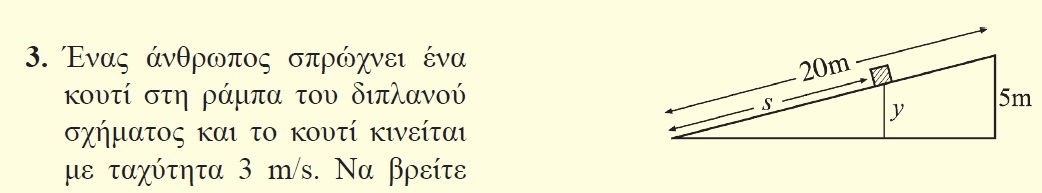 3. Ένας άνθρωπος σπρώχνει ένα
κουτί στη ράμπα του διπλανού
σχήματος και το κουτί κινείται
με ταχύτητα 3 m/s. Να βρείτε
20m
s
y
5m